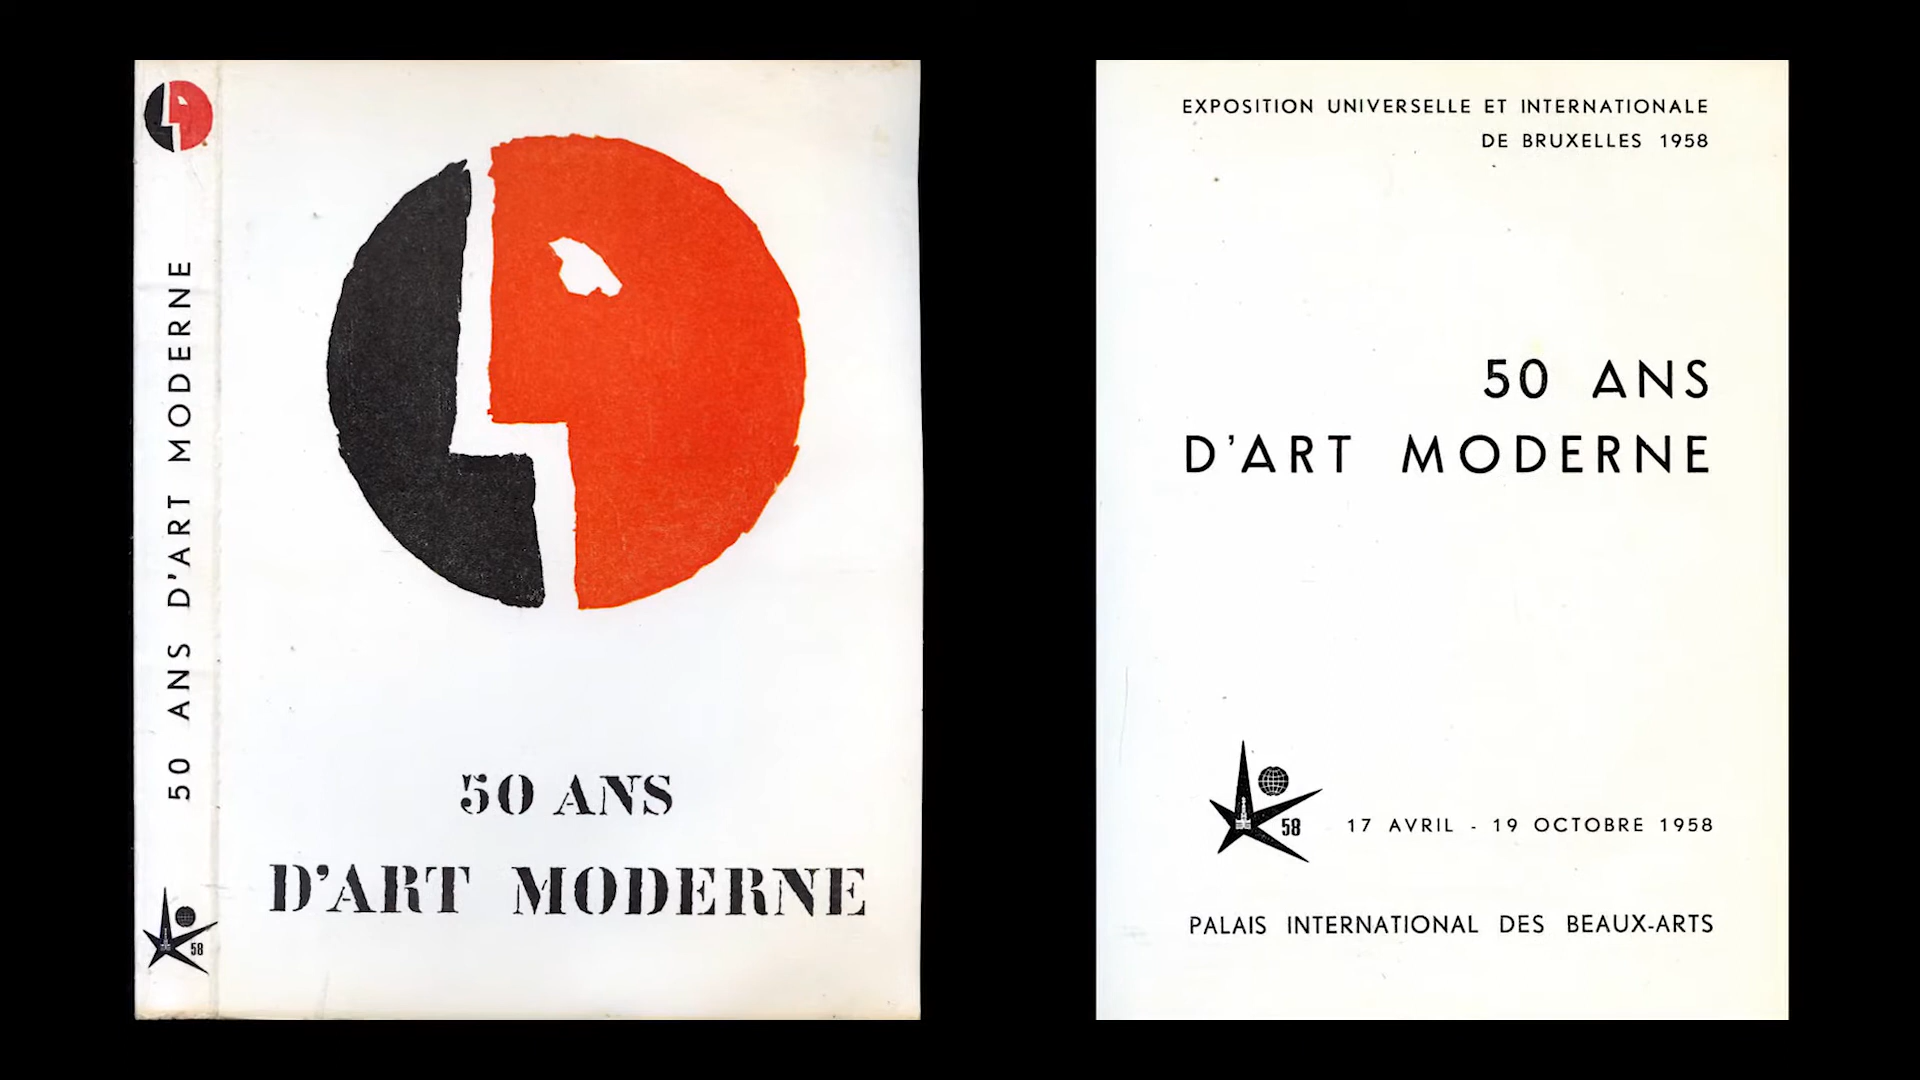 50 ANS D'ART MODERNE
58
50 ANS
D'ART MODERNE
EXPOSITION UNIVERSELLE ET INTERNATIONALE
DE BRUXELLES 1958
50 ANS
D'ART MODERNE
58
17 AVRIL - 19 OCTOBRE 1958
PALAIS INTERNATIONAL DES BEAUX-ARTS